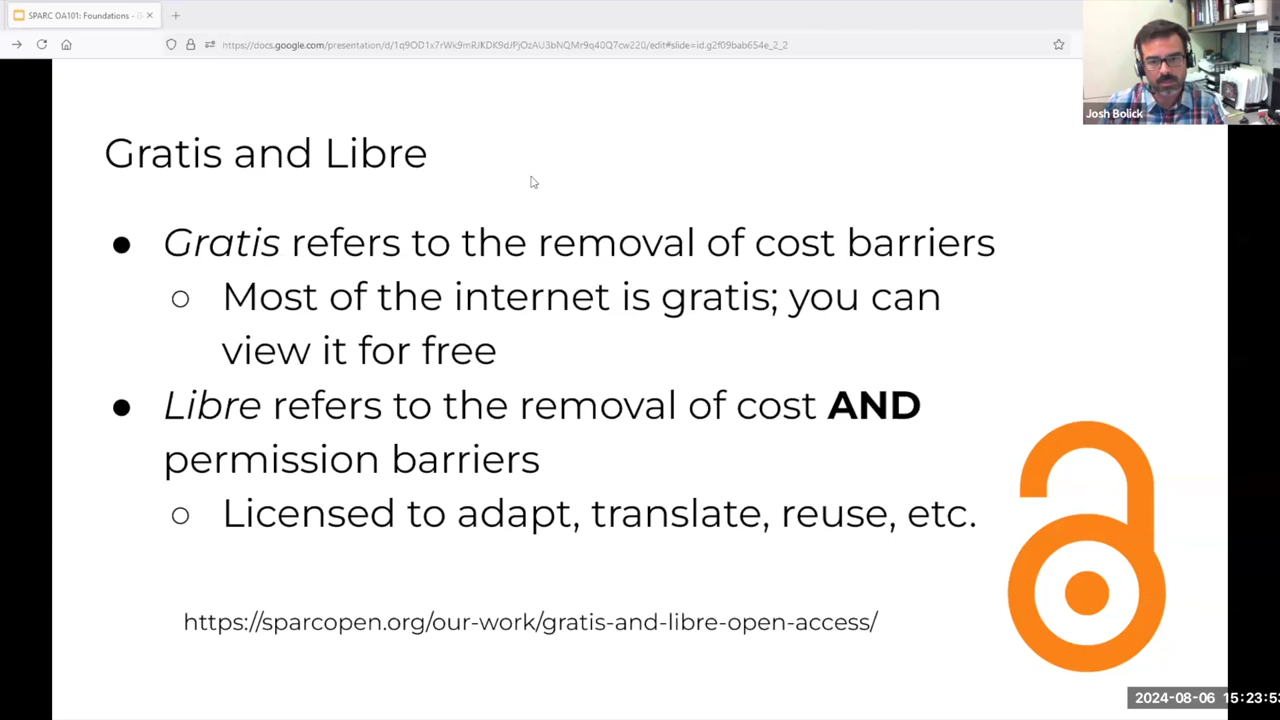 SPARC OA101: Foundations -
https://docs.google.com/presentation/d/1q9OD1x7rWk9mRJKDK9dJPjOzAU3bNQMr9q40Q7cw220/edit#slide=id.g2f09bab654e_2_2
Josh Bolick
Gratis and Libre
● Gratis refers to the removal of cost barriers
○ Most of the internet is gratis; you can
view it for free
● Libre refers to the removal of cost AND
permission barriers
○ Licensed to adapt, translate, reuse, etc.
https://sparcopen.org/our-work/gratis-and-libre-open-access/
2024-08-06 15:23:5